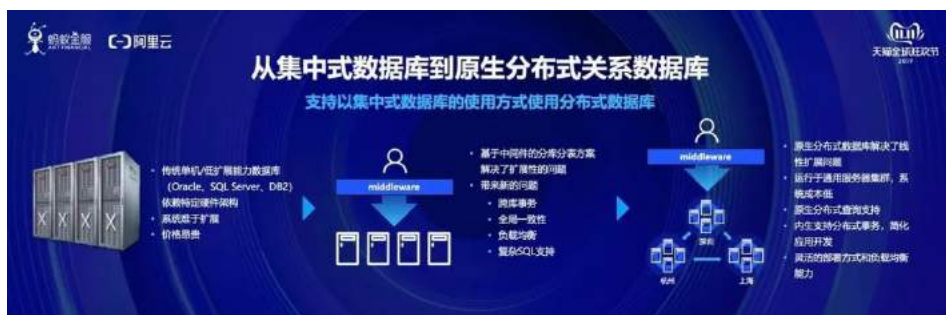 蚂蚁金服
ANT FINANCIAL
阿里云
天猫全球狂欢节
2019
从集中式数据库到原生分布式关系数据库
支持以集中式数据库的使用方式使用分布式数据库
• 传统单机/低扩展能力数据库
（Oracle、SQL Server、DB2）
依赖特定硬件架构
• 系统难于扩展
• 价格昂贵
middleware
• 基于中间件的分库分表方案
解决了扩展性的问题
• 带来新的问题
• 跨库事务
• 全局一致性
• 负载均衡
• 复杂SQL支持
middleware
深圳
杭州
上海
• 原生分布式数据库解决了线
性扩展问题
• 运行于通用服务器集群，系
统成本低
• 原生分布式查询支持
• 内生支持分布式事务，简化
应用开发
• 灵活的部署方式和负载均衡
能力